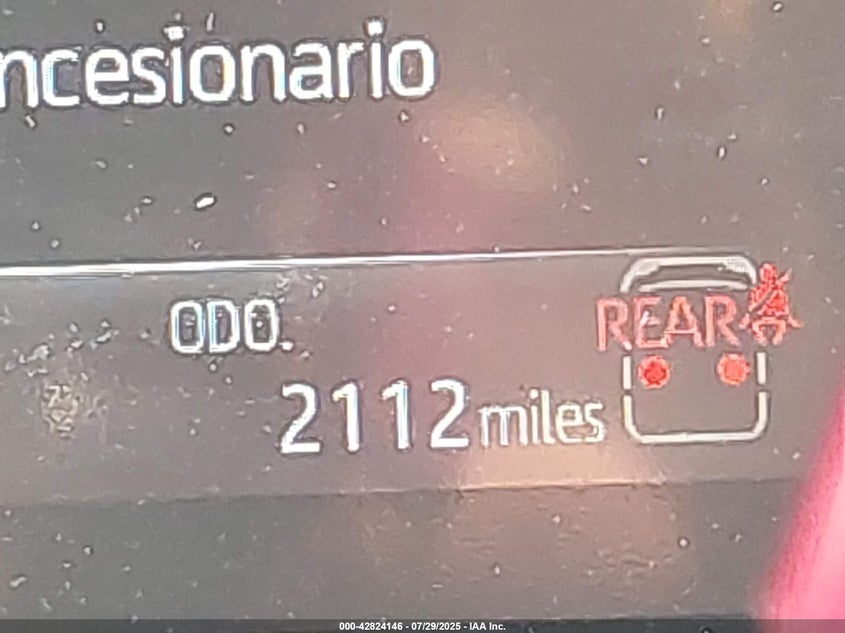 ncesionario
ODO.
2112 miles
REAR
000-42824146 - 07/29/2025 - IAA Inc.